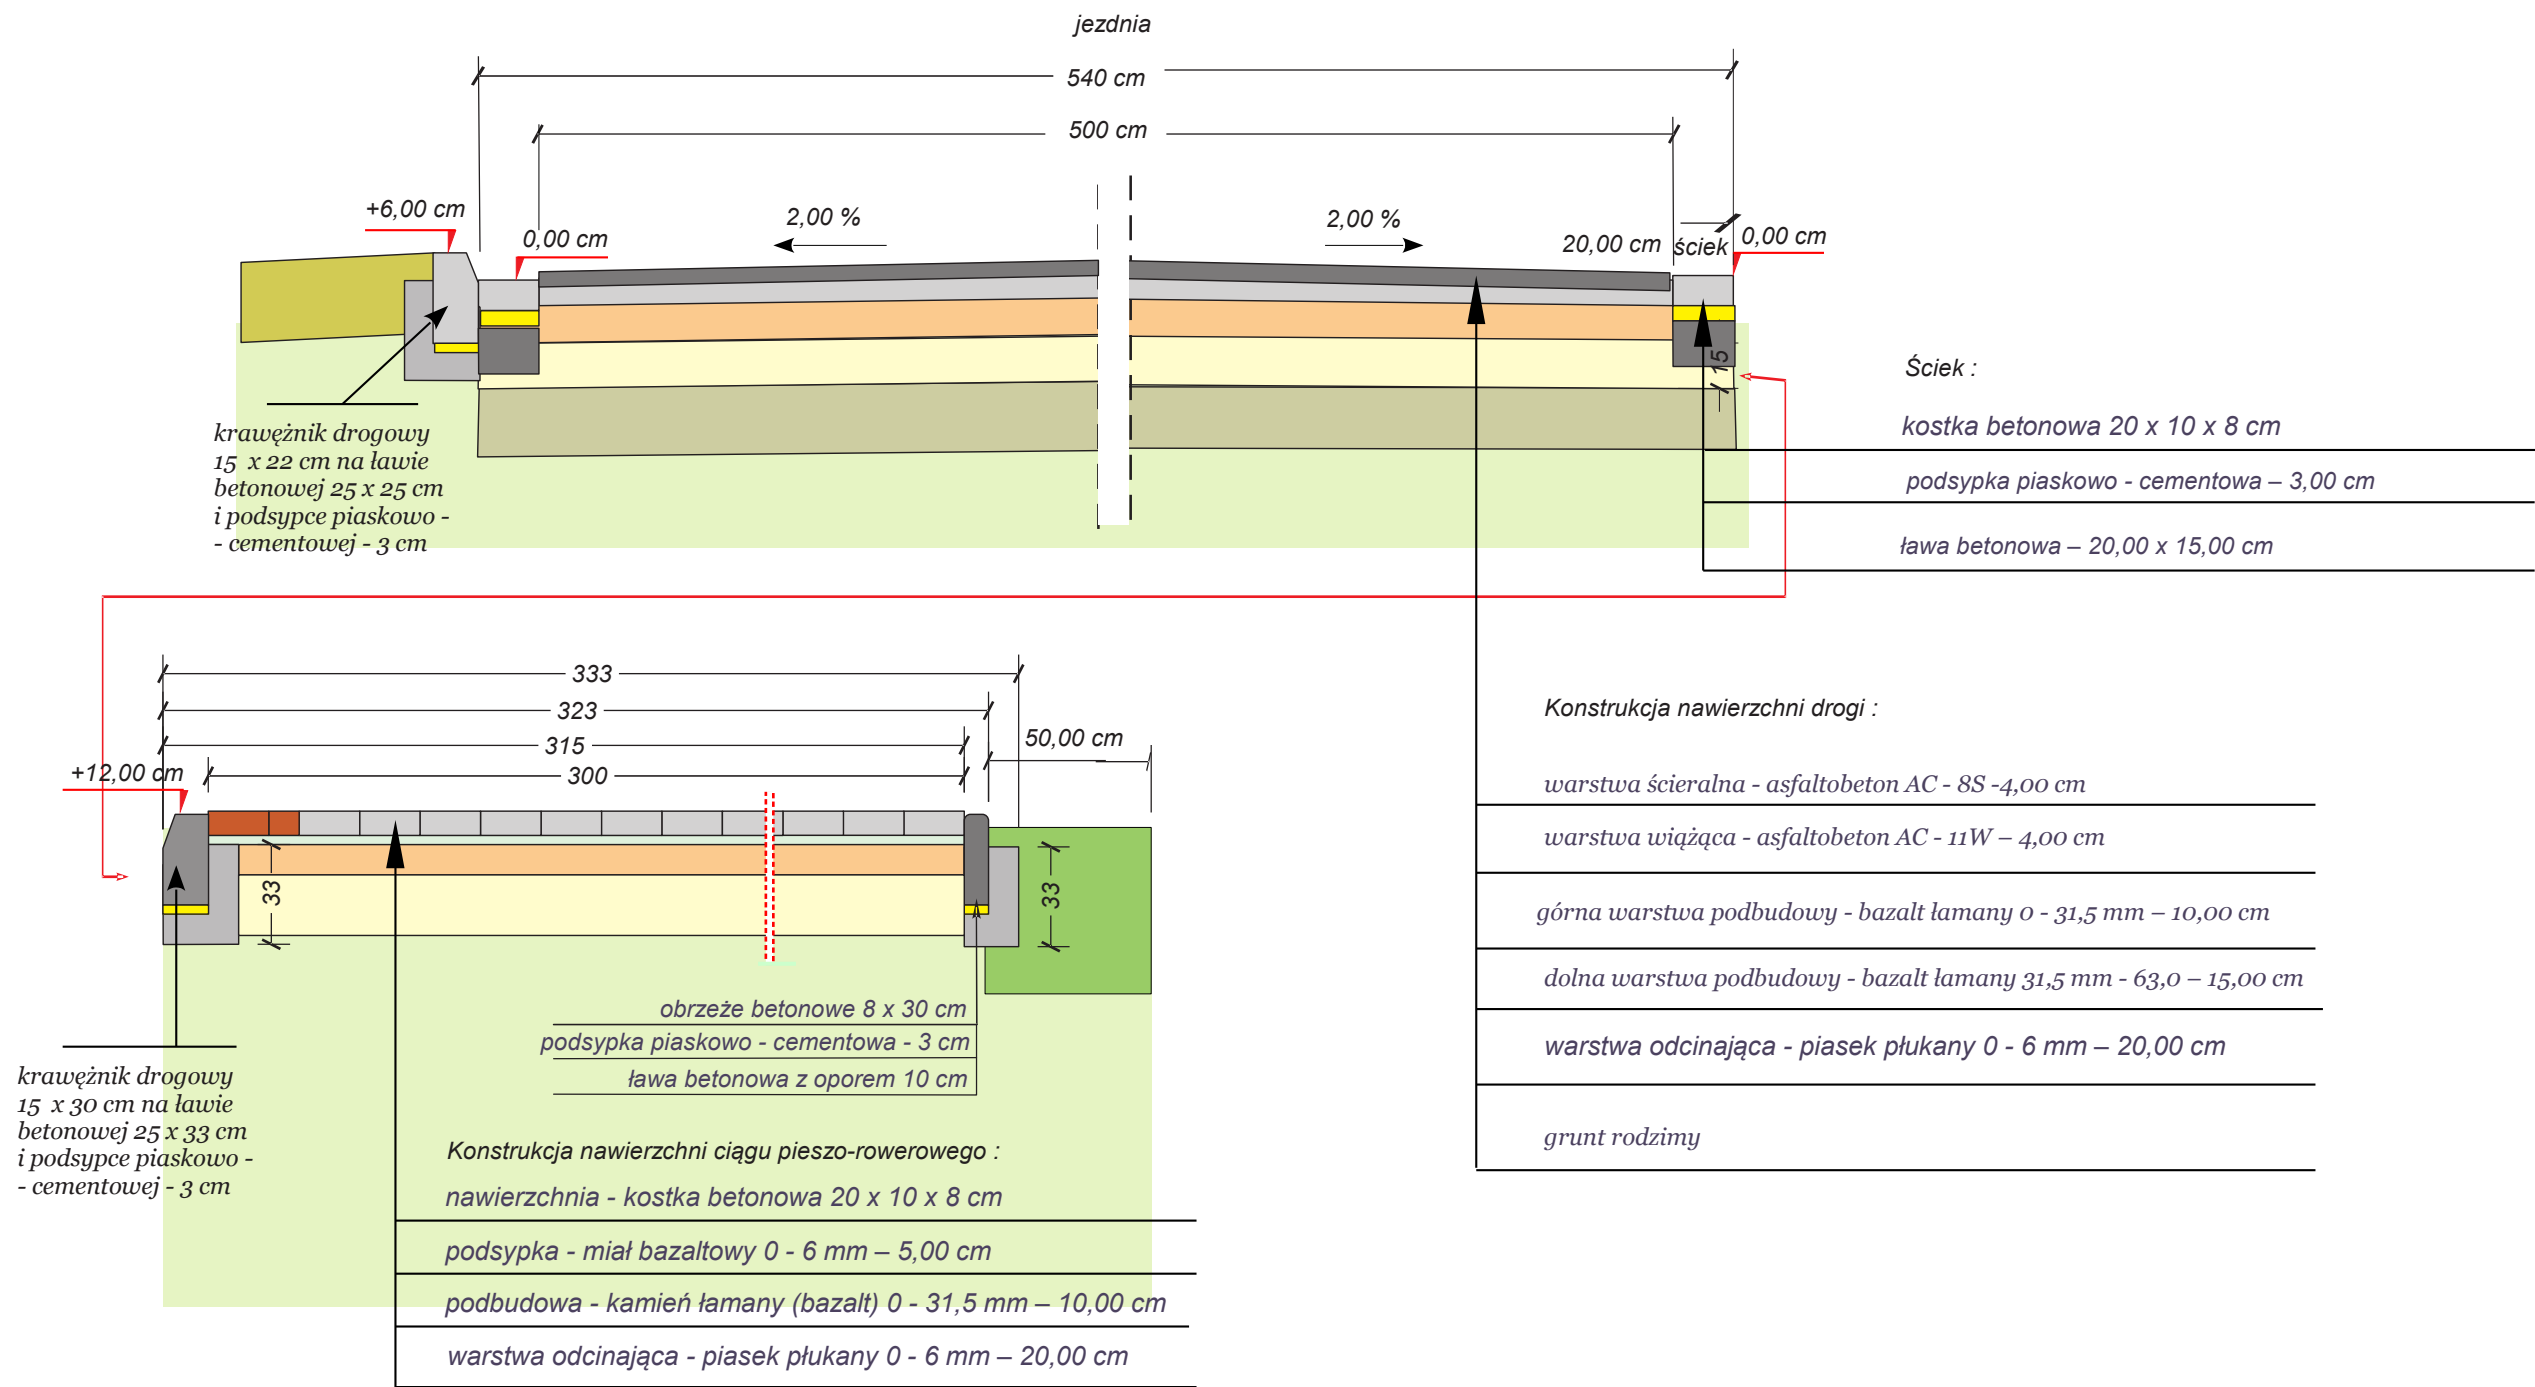 jezdnia
540 cm
500 cm
+6,00 cm
0,00 cm
2,00 %
2,00 %
20,00 cm
ściek
0,00 cm
15
krawężnik drogowy
15 x 22 cm na ławie
betonowej 25 x 25 cm
i podsypce piaskowo -
- cementowej - 3 cm
Ściek :
kostka betonowa 20 x 10 x 8 cm
podsypka piaskowo - cementowa – 3,00 cm
ława betonowa – 20,00 x 15,00 cm
333
323
315
300
50,00 cm
+12,00 cm
33
33
obrzeże betonowe 8 x 30 cm
podsypka piaskowo - cementowa - 3 cm
ława betonowa z oporem 10 cm
krawężnik drogowy
15 x 30 cm na ławie
betonowej 25 x 33 cm
i podsypce piaskowo -
- cementowej - 3 cm
Konstrukcja nawierzchni ciągu pieszo-rowerowego :
nawierzchnia - kostka betonowa 20 x 10 x 8 cm
podsypka - miał bazaltowy 0 - 6 mm – 5,00 cm
podbudowa - kamień łamany (bazalt) 0 - 31,5 mm – 10,00 cm
warstwa odcinająca - piasek płukany 0 - 6 mm – 20,00 cm
Konstrukcja nawierzchni drogi :
warstwa ścieralna - asfaltobeton AC - 8S -4,00 cm
warstwa wiążąca - asfaltobeton AC - 11W – 4,00 cm
górna warstwa podbudowy - bazalt łamany 0 - 31,5 mm – 10,00 cm
dolna warstwa podbudowy - bazalt łamany 31,5 mm - 63,0 – 15,00 cm
warstwa odcinająca - piasek płukany 0 - 6 mm – 20,00 cm
grunt rodzimy